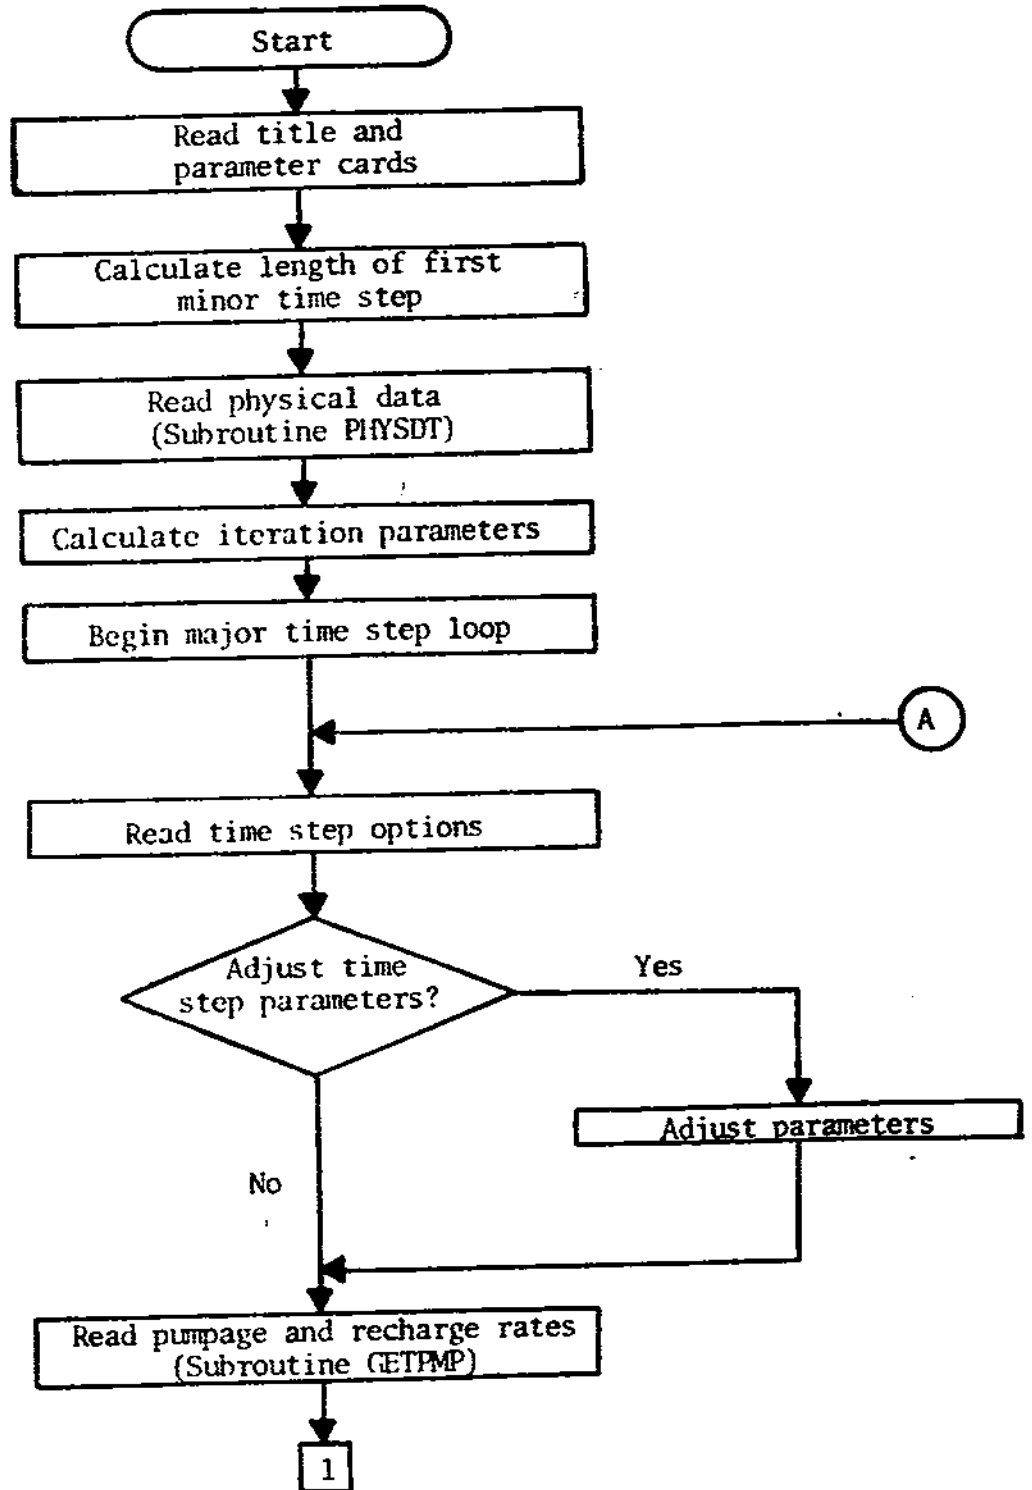 Start
Read title and
parameter cards
Calculate length of first
minor time step
Read physical data
(Subroutine PHYSDT)
Calculate iteration parameters
Begin major time step loop
A
Read time step options
Adjust time
step parameters?
Yes
Adjust parameters
No
Read pumpage and recharge rates
(Subroutine GETPMP)
1